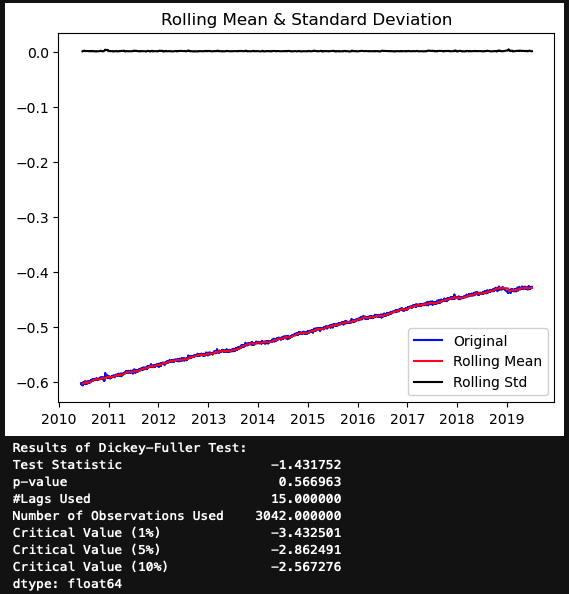 Rolling Mean & Standard Deviation
0.0
−0.1
−0.2
−0.3
−0.4
−0.5
−0.6
Original
Rolling Mean
Rolling Std
2010 2011 2012 2013 2014 2015 2016 2017 2018 2019
Results of Dickey-Fuller Test:
Test Statistic -1.431752
p-value 0.566963
#Lags Used 15.000000
Number of Observations Used 3042.000000
Critical Value (1%) -3.432501
Critical Value (5%) -2.862491
Critical Value (10%) -2.567276
dtype: float64